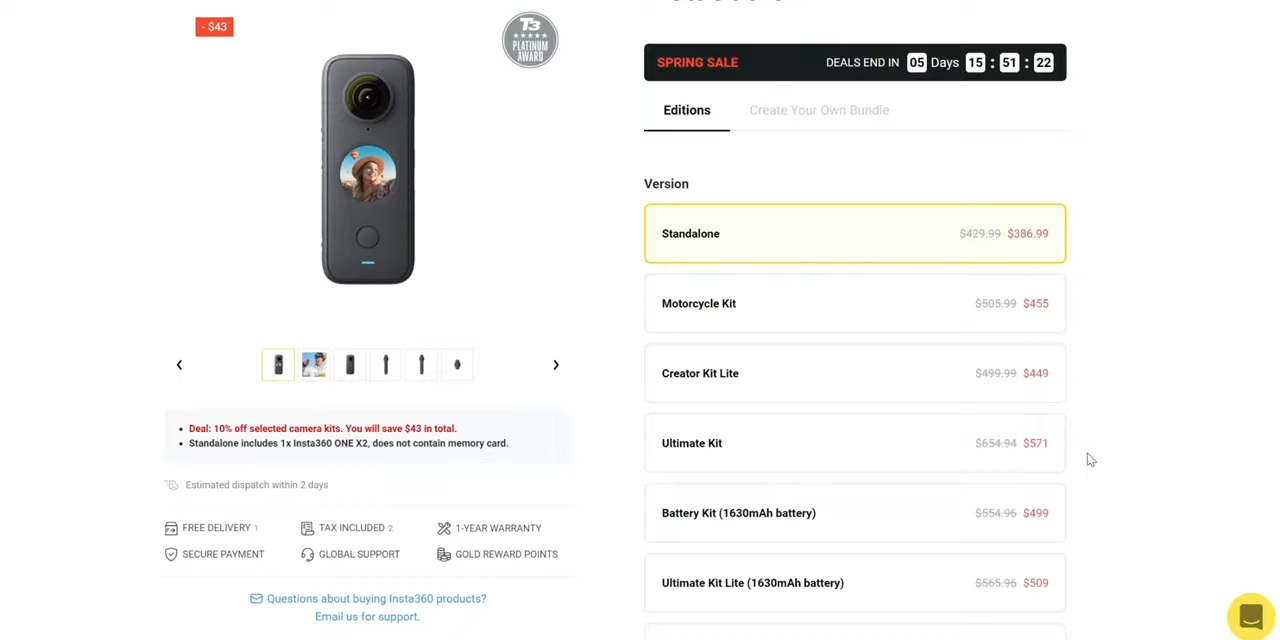 - $43
T3
PLATINUM
AWARD
SPRING SALE
DEALS END IN 05 Days 15 : 51 : 22
Editions
Create Your Own Bundle
Version
Standalone
$429.99 $386.99
Motorcycle Kit
$505.99 $455
Creator Kit Lite
$499.99 $449
Ultimate Kit
$654.94 $571
Battery Kit (1630mAh battery)
$554.96 $499
Ultimate Kit Lite (1630mAh battery)
$565.96 $509
• Deal: 10% off selected camera kits. You will save $43 in total.
• Standalone includes 1x Insta360 ONE X2, does not contain memory card.
Estimated dispatch within 2 days
FREE DELIVERY 1
TAX INCLUDED 2
1-YEAR WARRANTY
SECURE PAYMENT
GLOBAL SUPPORT
GOLD REWARD POINTS
Questions about buying Insta360 products?
Email us for support.